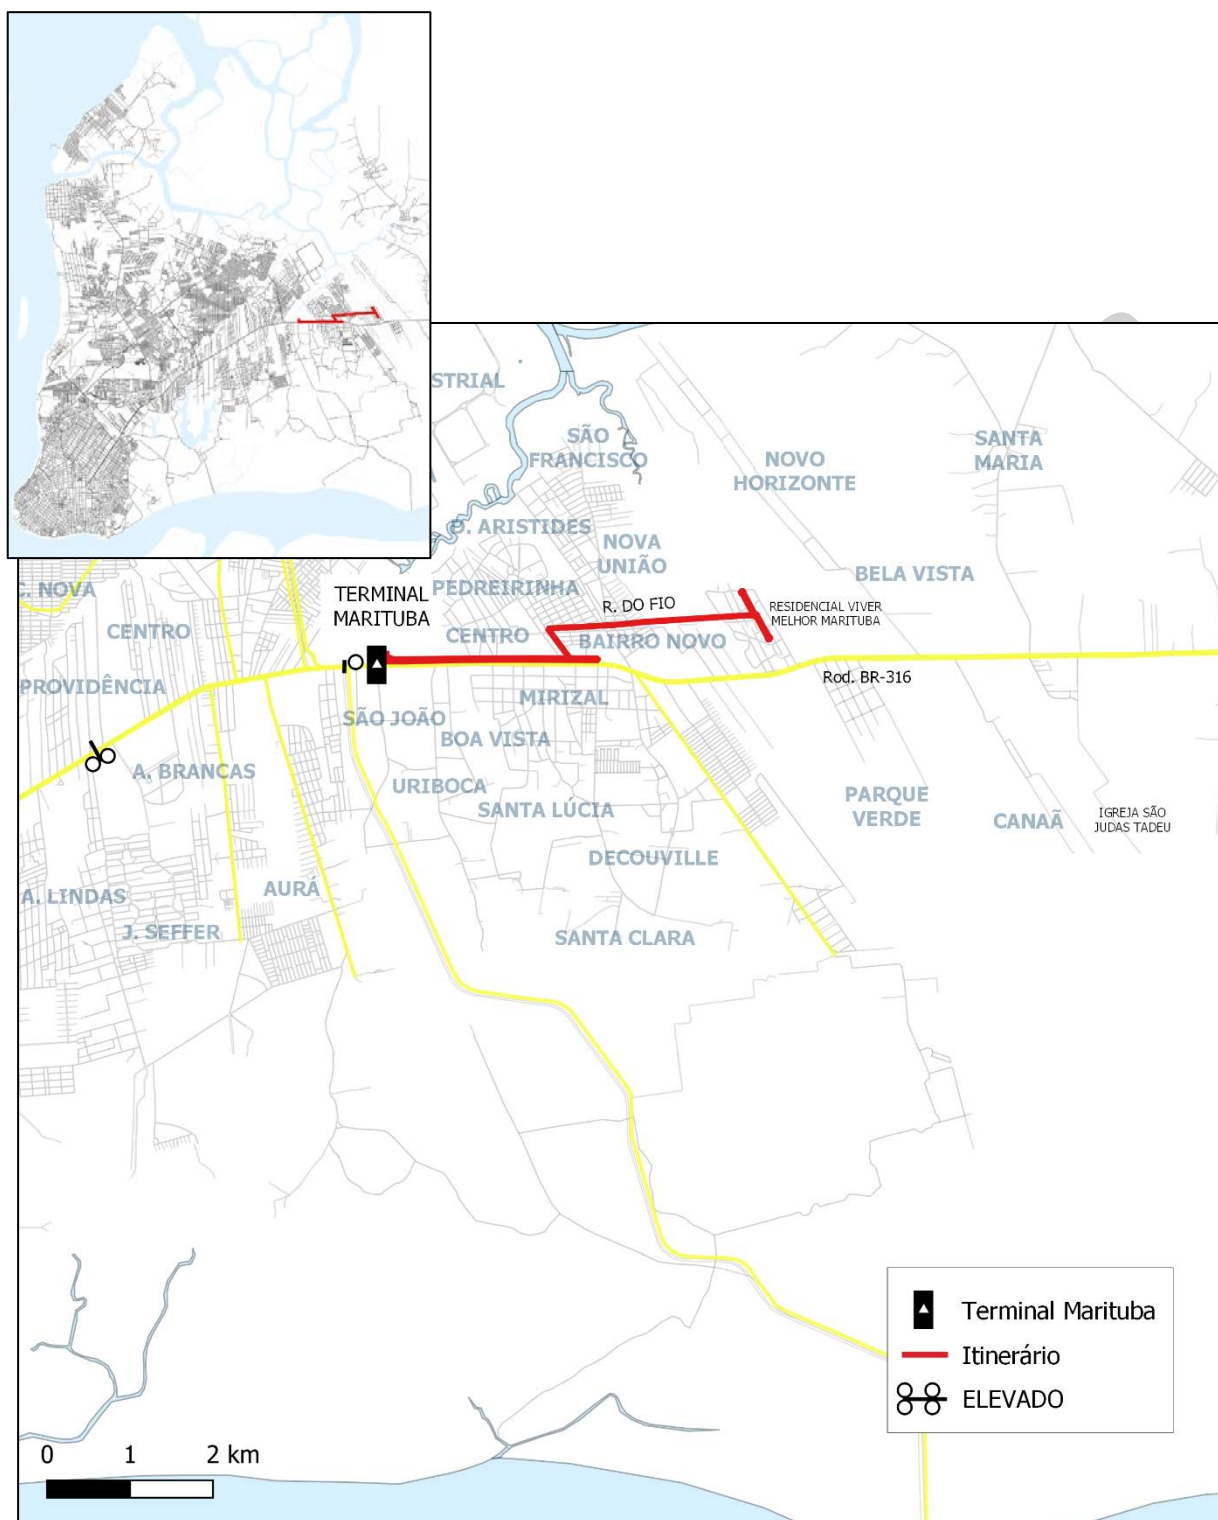 STRIAL
SÃO
FRANCISCO
SANTA
MARIA
NOVO
HORIZONTE
D. ARISTIDES
NOVA
UNIÃO
BELA VISTA
C. NOVA
PEDREIRINHA
TERMINAL
MARITUBA
R. DO FIO
RESIDENCIAL VIVER
MELHOR MARITUBA
CENTRO
CENTRO
BAIRRO NOVO
PROVIDÊNCIA
Rod. BR-316
MIRIZAL
SÃO JOÃO
BOA VISTA
A. BRANCAS
URIBOCA
SANTA LÚCIA
PARQUE
VERDE
CANAÃ
IGREJA SÃO
JUDAS TADEU
DECOUVILLE
A. LINDAS
AURÁ
J. SEFFER
SANTA CLARA
Terminal Marituba
Itinerário
ELEVADO
0 1 2 km